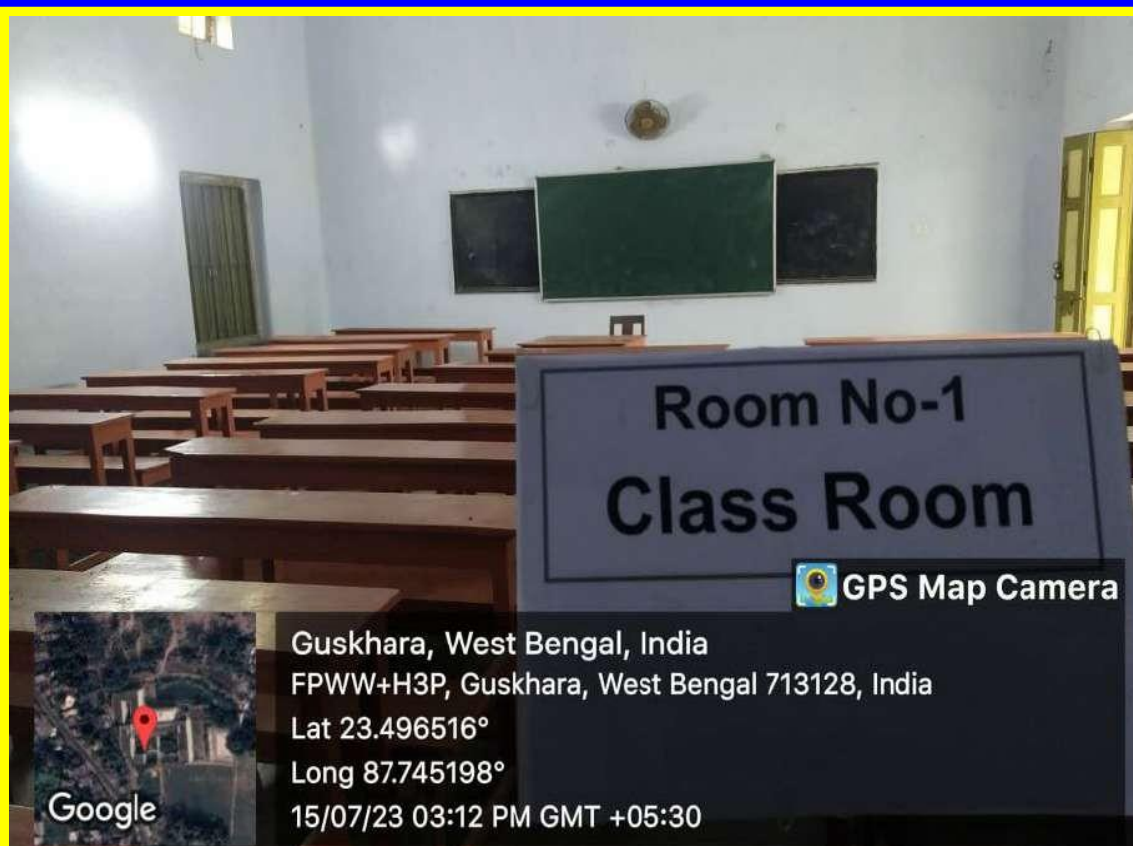 Room No-1
Class Room
GPS Map Camera
Guskhara, West Bengal, India
FPWW+H3P, Guskhara, West Bengal 713128, India
Lat 23.496516°
Long 87.745198°
15/07/23 03:12 PM GMT +05:30
Google